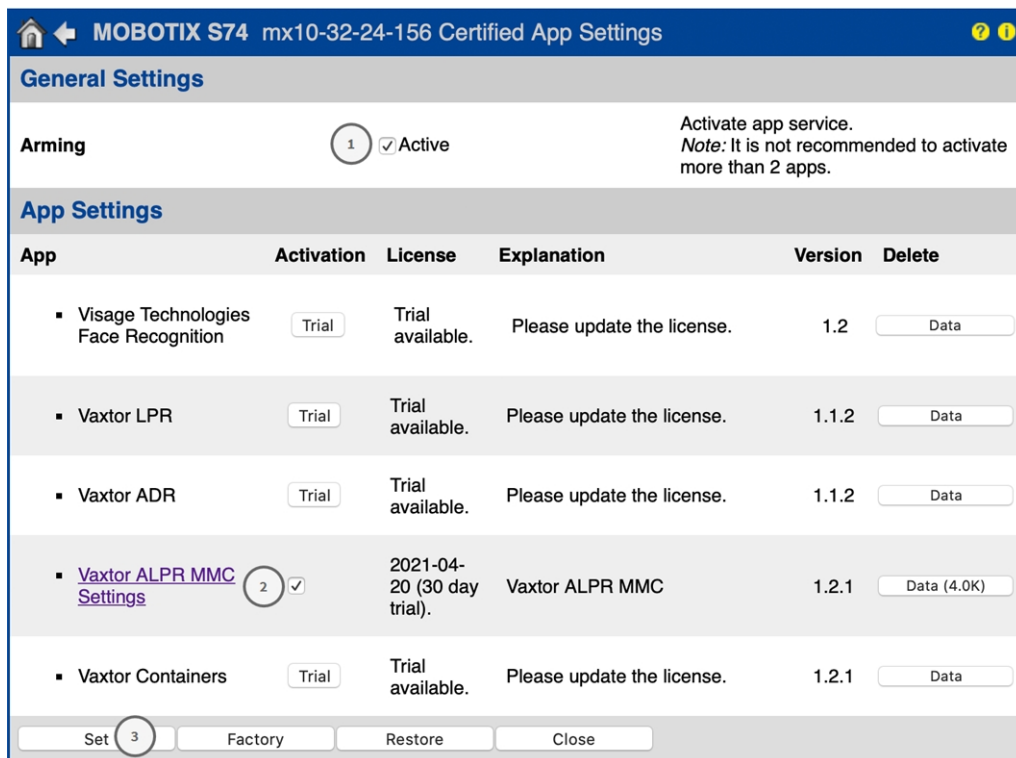 MOBOTIX S74 mx10-32-24-156 Certified App Settings ? i
General Settings
Arming 1 Active Activate app service.
Note: It is not recommended to activate
more than 2 apps.
App Settings
App Activation License Explanation Version Delete
Visage Technologies
Face Recognition Trial Trial
available. Please update the license. 1.2 Data
Vaxtor LPR Trial Trial
available. Please update the license. 1.1.2 Data
Vaxtor ADR Trial Trial
available. Please update the license. 1.1.2 Data
Vaxtor ALPR MMC
Settings 2 2021-04-
20 (30 day
trial). Vaxtor ALPR MMC 1.2.1 Data (4.0K)
Vaxtor Containers Trial Trial
available. Please update the license. 1.2.1 Data
Set 3 Factory Restore Close